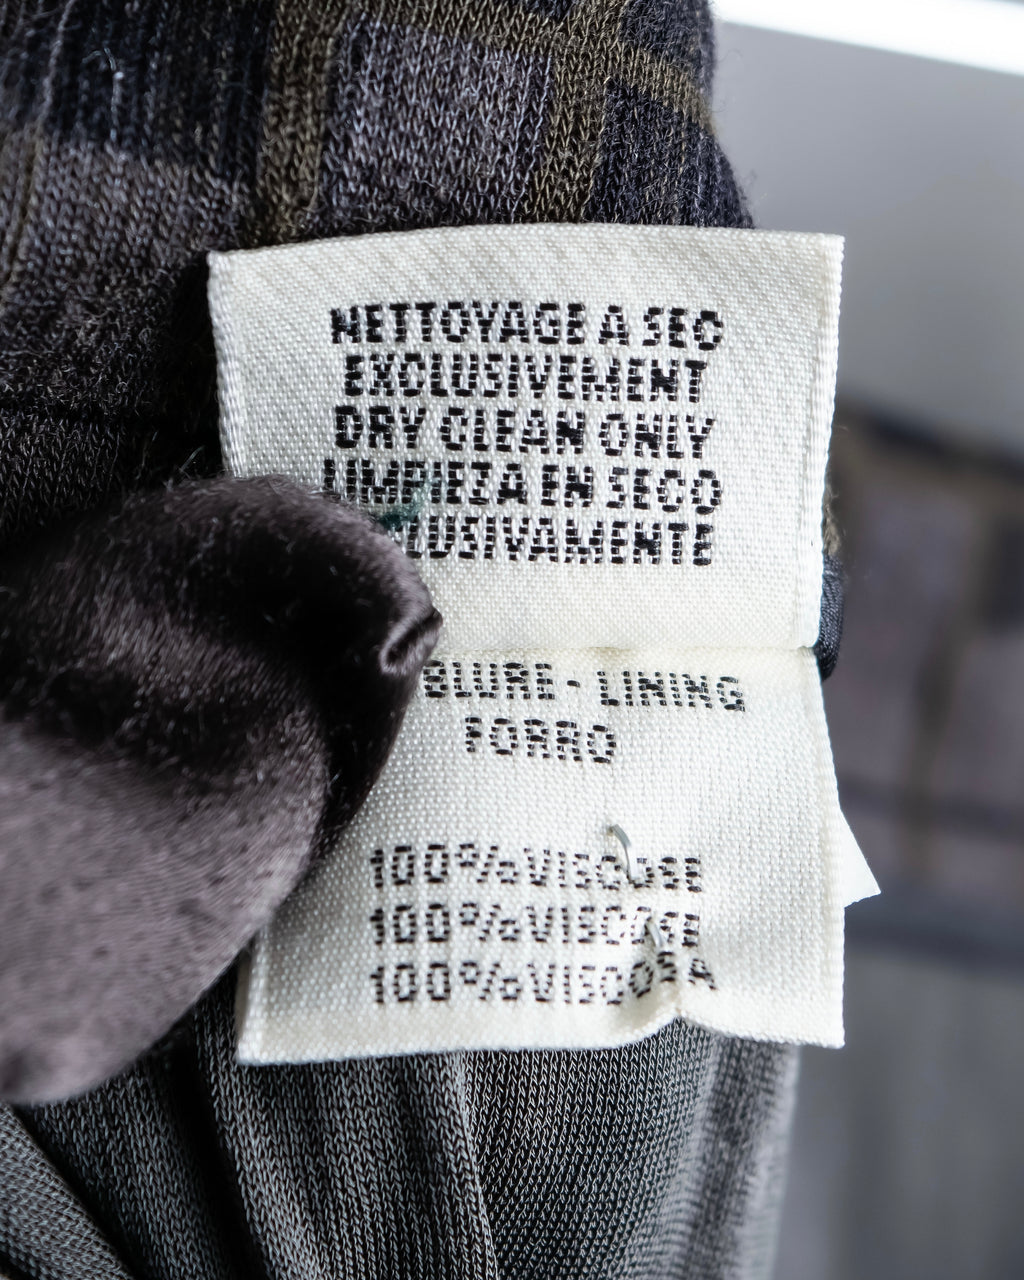 NETTOYAGE A SEC
EXCLUSIVEMENT
DRY CLEAN ONLY
LIMPIEZA EN SECO
LUSIVAMENTE
BLURE - LINING
FORRO
100% VISCOSE
100% VISCOSE
100% VISCOSA